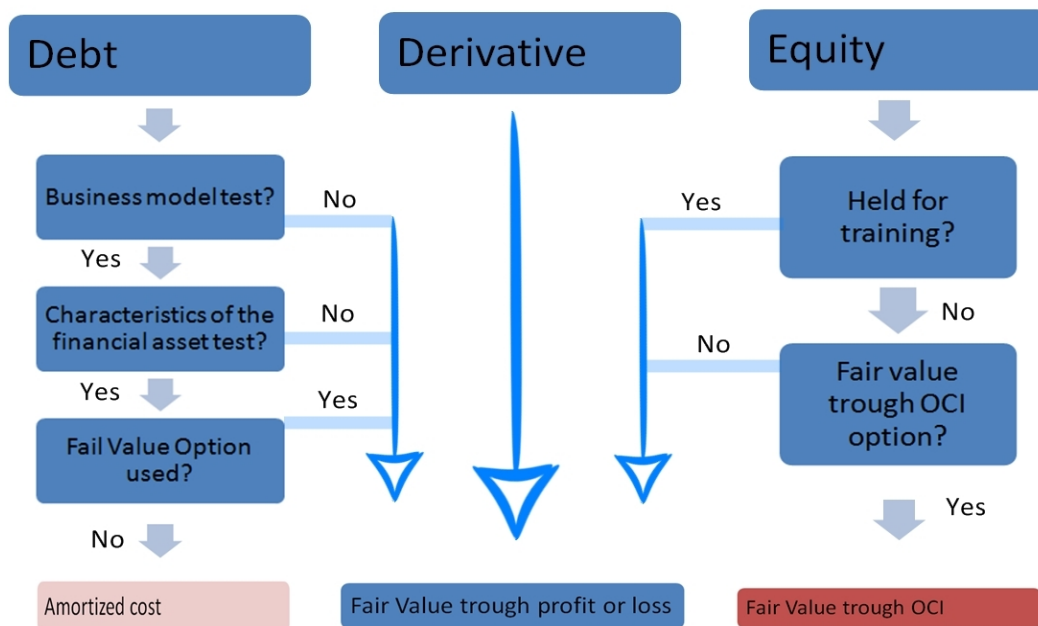 Debt
Derivative
Equity
Business model test?
No
Yes
Held for
training?
Yes
Characteristics of the
financial asset test?
No
No
No
Fair value
trough OCI
option?
Yes
Yes
Fail Value Option
used?
Yes
No
Amortized cost
Fair Value trough profit or loss
Fair Value trough OCI